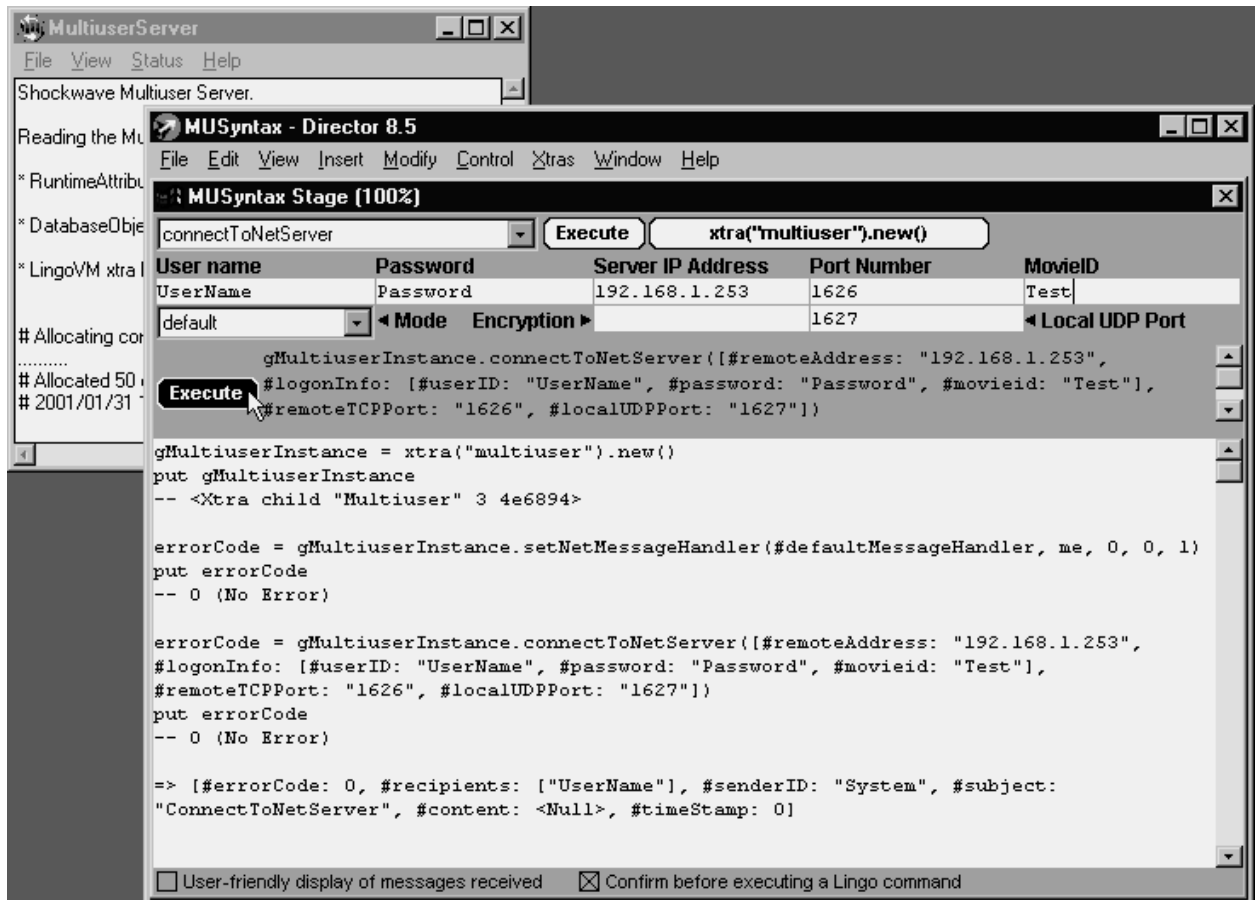 MultiuserServer
File View Status Help
Shockwave Multiuser Server.
Reading the
* RuntimeAttribu
* DatabaseObje
* LingoVM xtra
# Allocating con
..........
# Allocated 50
# 2001/01/31
MUSyntax - Director 8.5
File Edit View Insert Modify Control Xtras Window Help
MUSyntax Stage (100%)
connectToNetServer Execute xtra("multiuser").new()
User name Password Server IP Address Port Number MovieID
UserName Password 192.168.1.253 1626 Test
default ◄ Mode Encryption ► 1627 ◄ Local UDP Port
gMultiuserInstance.connectToNetServer([#remoteAddress: "192.168.1.253",
Execute #logonInfo: [#userID: "UserName", #password: "Password", #movieid: "Test"],
#remoteTCPPort: "1626", #localUDPPort: "1627"])
gMultiuserInstance = xtra("multiuser").new()
put gMultiuserInstance
-- <Xtra child "Multiuser" 3 4e6894>
errorCode = gMultiuserInstance.setNetMessageHandler(#defaultMessageHandler, me, 0, 0, 1)
put errorCode
-- 0 (No Error)
errorCode = gMultiuserInstance.connectToNetServer([#remoteAddress: "192.168.1.253",
#logonInfo: [#userID: "UserName", #password: "Password", #movieid: "Test"],
#remoteTCPPort: "1626", #localUDPPort: "1627"])
put errorCode
-- 0 (No Error)
=> [#errorCode: 0, #recipients: ["UserName"], #senderID: "System", #subject:
"ConnectToNetServer", #content: <Null>, #timeStamp: 0]
User-friendly display of messages received Confirm before executing a Lingo command